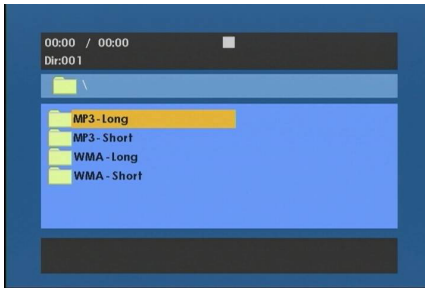 00:00 / 00:00
Dir:001
\
MP3-Long
MP3-Short
WMA-Long
WMA-Short